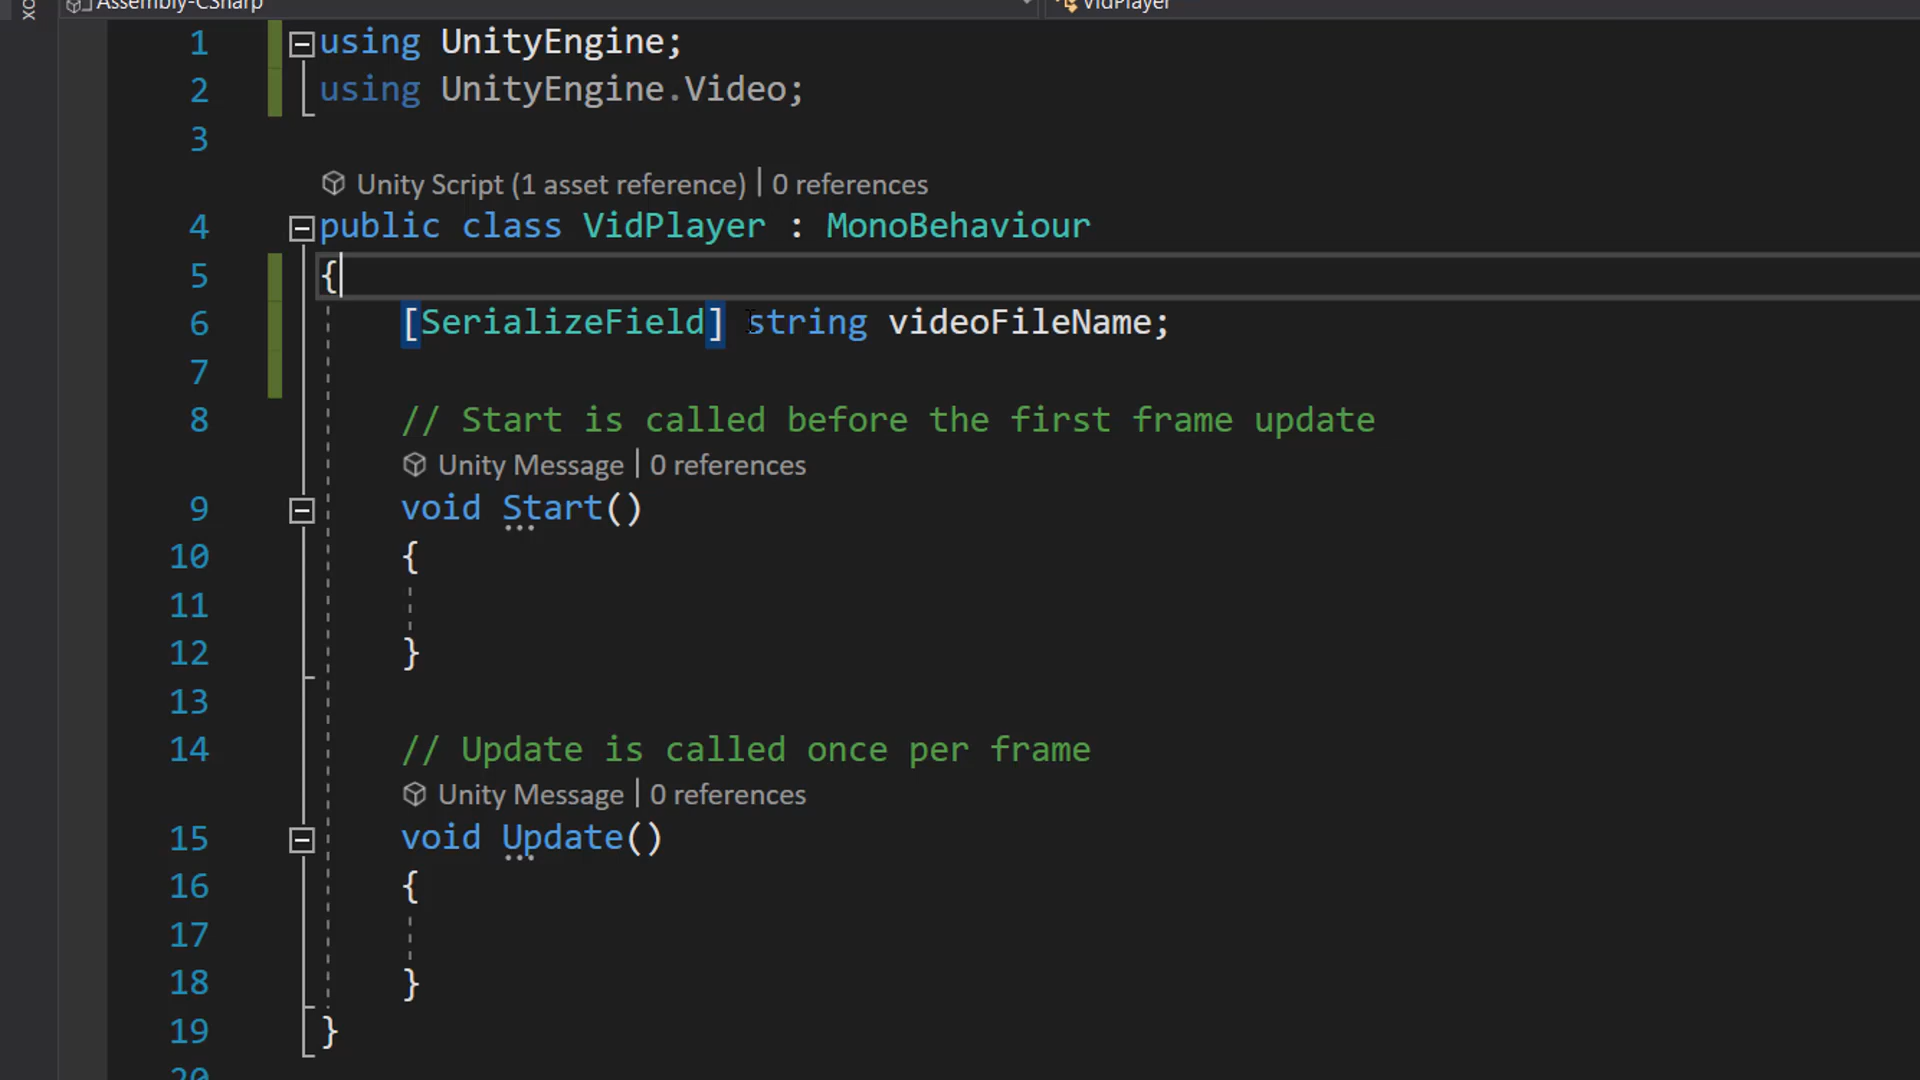 Assembly-CSharp VidPlayer
1 using UnityEngine;
2 using UnityEngine.Video;
3
Unity Script (1 asset reference) | 0 references
4 public class VidPlayer : MonoBehaviour
5 {
6 [SerializeField] string videoFileName;
7
8 // Start is called before the first frame update
Unity Message | 0 references
9 void Start()
10 {
11
12 }
13
14 // Update is called once per frame
Unity Message | 0 references
15 void Update()
16 {
17
18 }
19 }
20